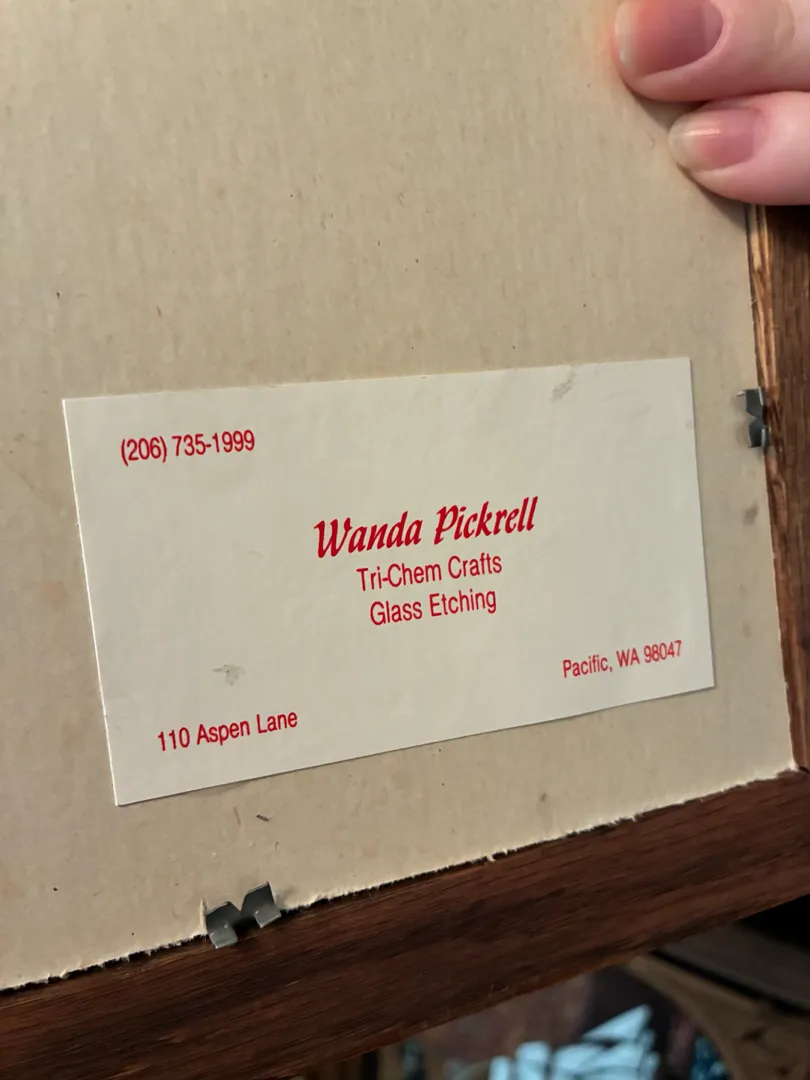 (206) 735-1999
Wanda Pickrell
Tri-Chem Crafts
Glass Etching
110 Aspen Lane
Pacific, WA 98047